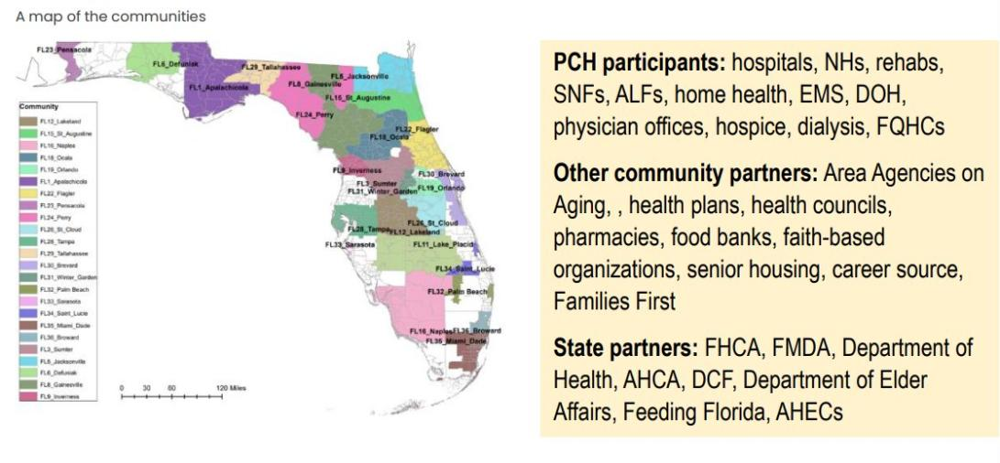 A map of the communities
FL23_Pensacola
FL6_Defuniak
FL29_Tallahassee
FL5_Jacksonville
FL8_Gainesville
FL1_Apalachicola
FL15_St_Augustine
FL24_Perry
FL22_Flagler
FL18_Ocala
FL9_Inverness
FL30_Brevard
FL3_Sumter
FL19_Orlando
FL31_Winter_Garden
FL26_St_Cloud
FL28_Tampa
FL12_Lakeland
FL33_Sarasota
FL11_Lake_Placid
FL34_Saint_Lucie
FL32_Palm Beach
FL16_Naples
FL36_Broward
FL35_Miami_Dade
Community
FL12_Lakeland
FL15_St_Augustine
FL16_Naples
FL18_Ocala
FL19_Orlando
FL1_Apalachicola
FL22_Flagler
FL23_Pensacola
FL24_Perry
FL26_St_Cloud
FL28_Tampa
FL29_Tallahassee
FL30_Brevard
FL31_Winter_Garden
FL32_Palm Beach
FL33_Sarasota
FL34_Saint_Lucie
FL35_Miami_Dade
FL36_Broward
FL3_Sumter
FL5_Jacksonville
FL6_Defuniak
FL8_Gainesville
FL9_Inverness
0 30 60 120 Miles
PCH participants: hospitals, NHs, rehabs,
SNFs, ALFs, home health, EMS, DOH,
physician offices, hospice, dialysis, FQHCs
Other community partners: Area Agencies on
Aging, , health plans, health councils,
pharmacies, food banks, faith-based
organizations, senior housing, career source,
Families First
State partners: FHCA, FMDA, Department of
Health, AHCA, DCF, Department of Elder
Affairs, Feeding Florida, AHECs